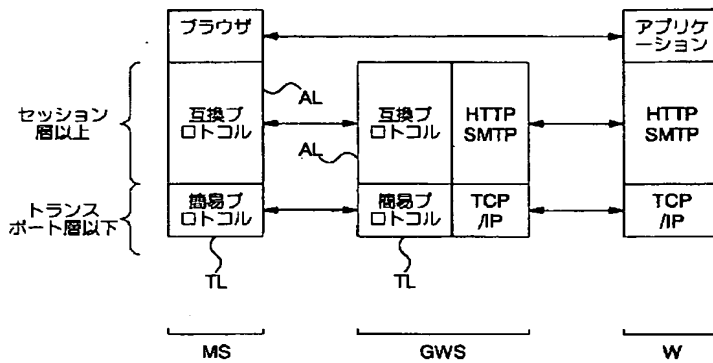 ブラウザ
アプリケ
ーション
セッション
層以上
互換プ
ロトコル
AL
AL
互換プ
ロトコル
HTTP
SMTP
HTTP
SMTP
トランス
ポート層以下
簡易プ
ロトコル
簡易プ
ロトコル
TCP
/IP
TCP
/IP
TL
TL
MS
GWS
W